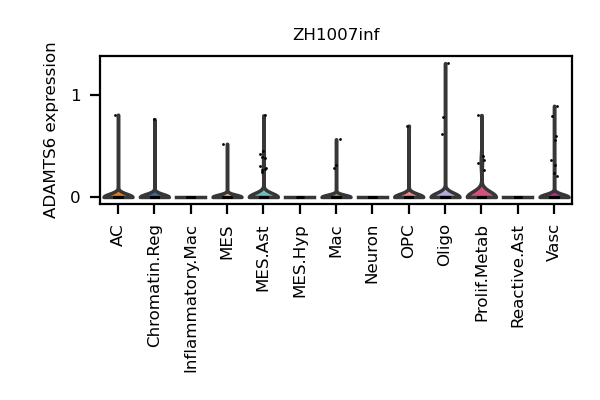 ZH1007inf
ADAMTS6 expression
1
0
AC
Chromatin.Reg
Inflammatory.Mac
MES
MES.Ast
MES.Hyp
Mac
Neuron
OPC
Oligo
Prolif.Metab
Reactive.Ast
Vasc